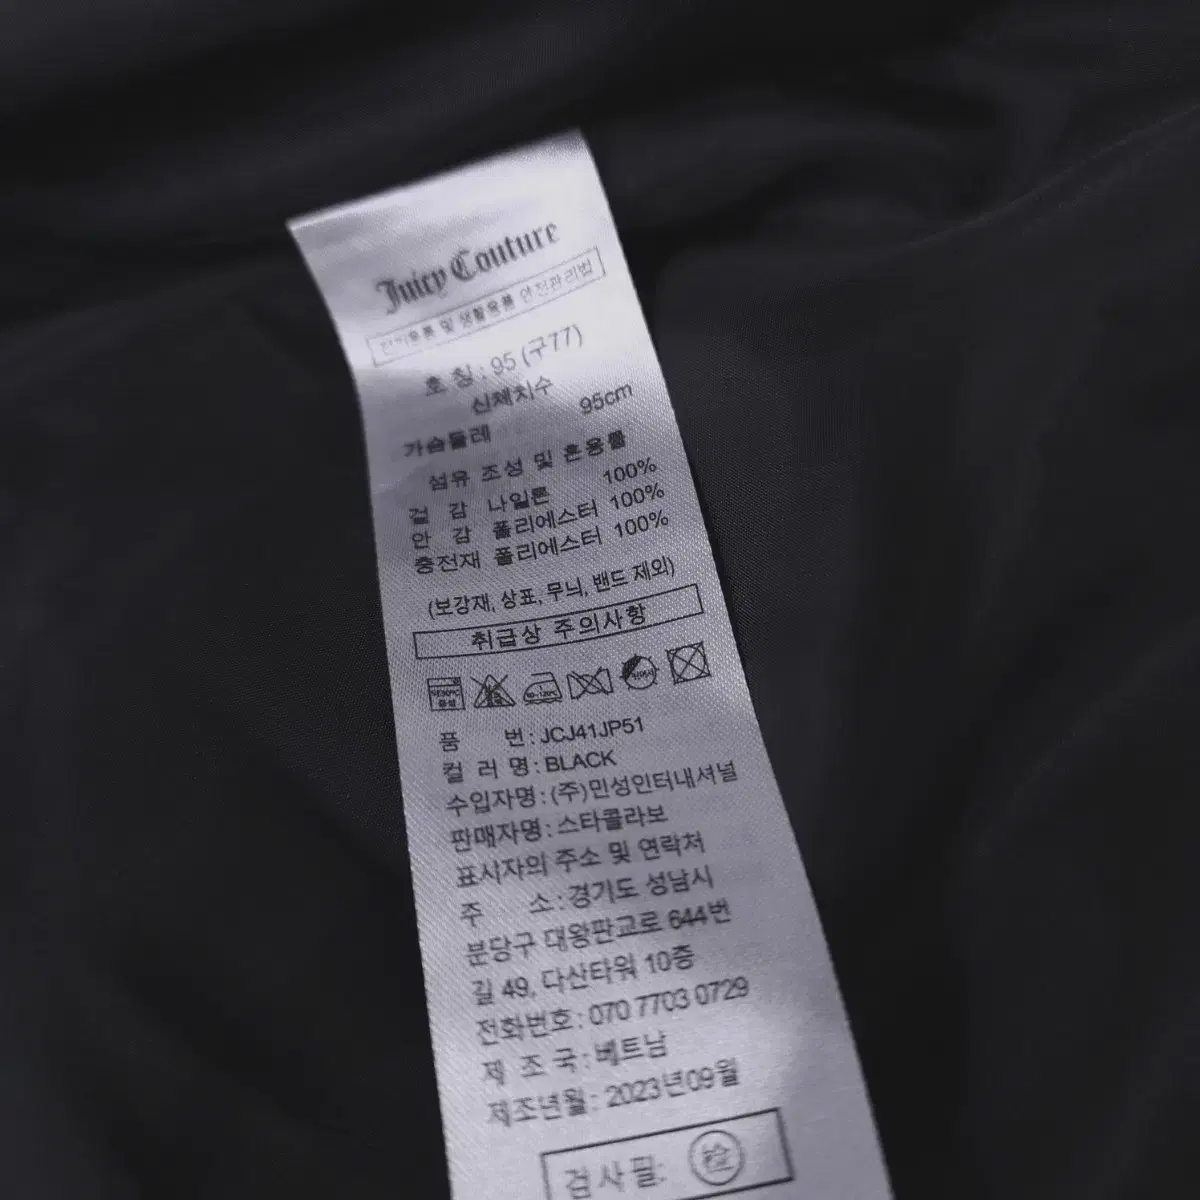 Juicy Couture
전기용품 및 생활용품 안전관리법
호 칭 : 95 (구77)
신체치수
가슴둘레 95cm
섬유 조성 및 혼용률
겉 감 나일론 100%
안 감 폴리에스터 100%
충전재 폴리에스터 100%
(보강재, 상표, 무늬, 밴드 제외)
취급상 주의사항
품 번 : JCJ41JP51
컬 러 명 : BLACK
수입자명 : (주)민성인터내셔널
판매자명 : 스타콜라보
표시자의 주소 및 연락처
주 소 : 경기도 성남시
분당구 대왕판교로 644번
길 49, 다산타워 10층
전화번호 : 070 7703 0729
제 조 국 : 베트남
제조년월 : 2023년09월
검사필: 檢